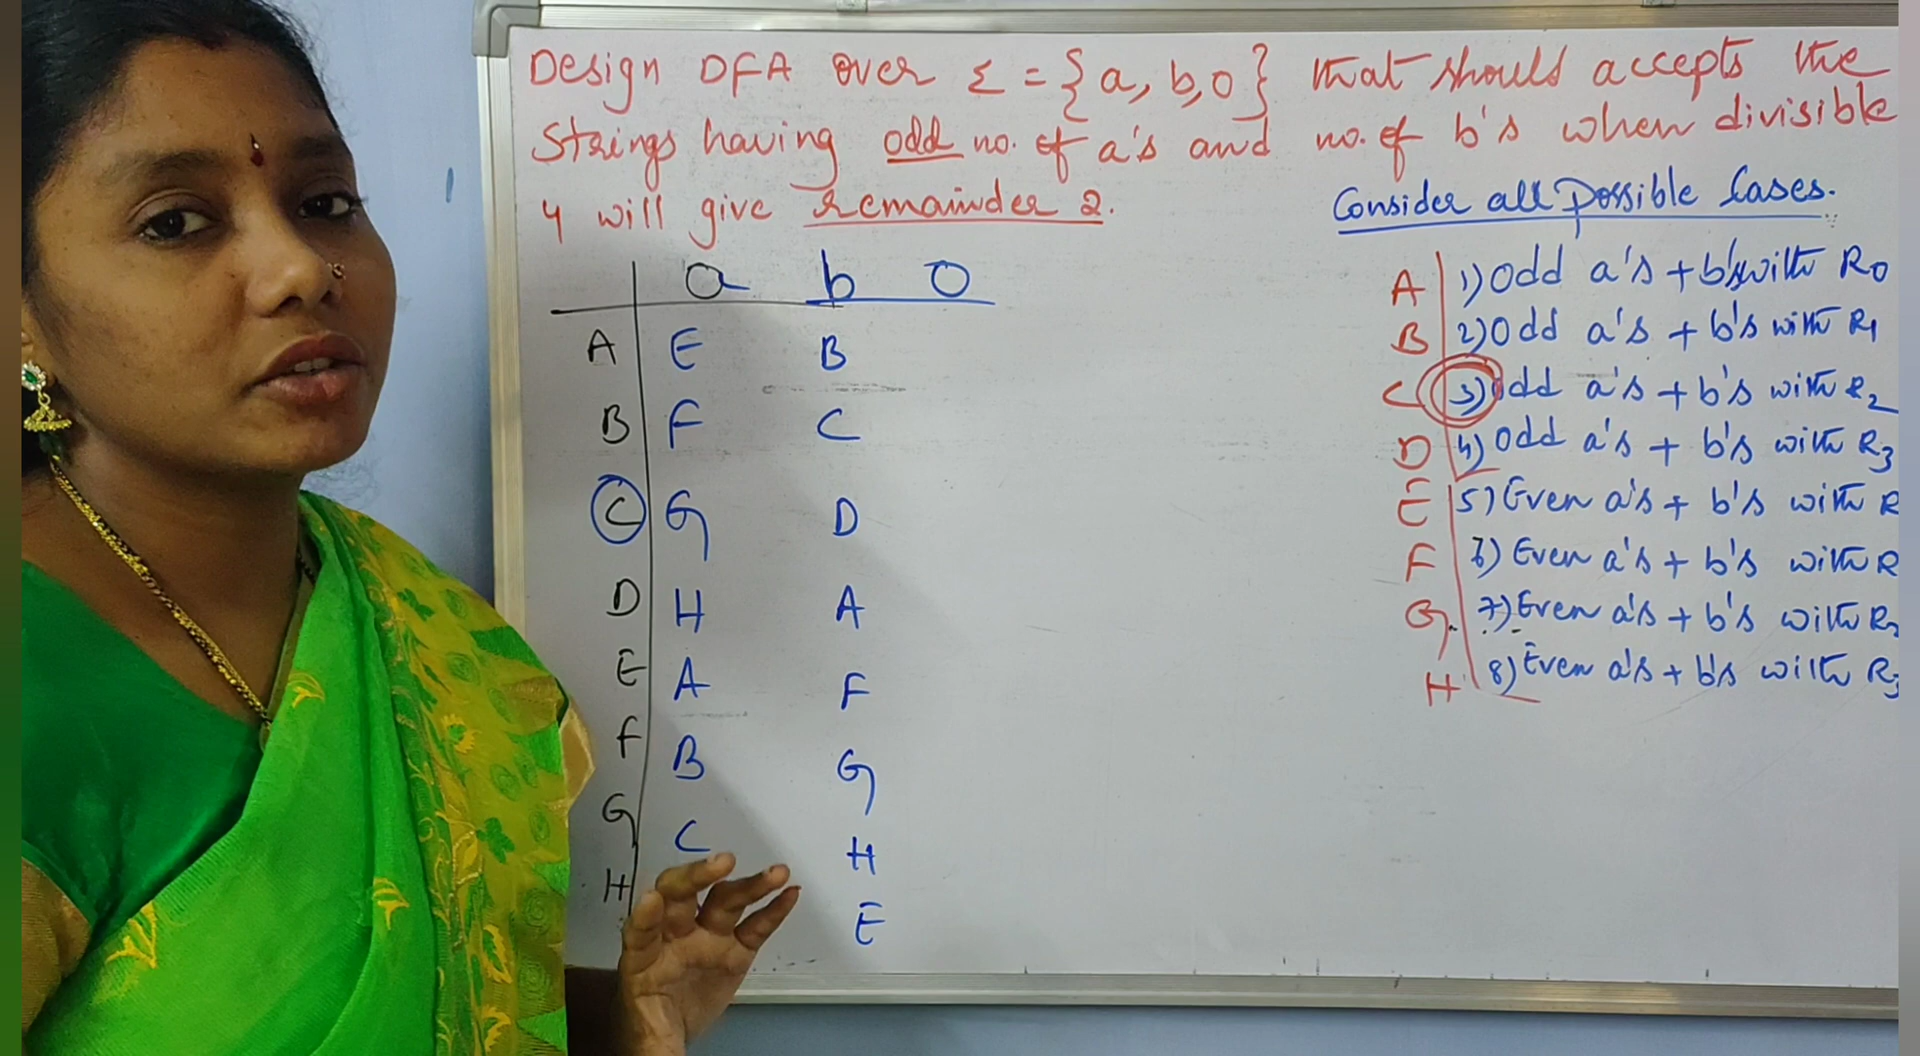 Design DFA over Σ = {a, b, 0} that should accepts the
strings having odd no. of a's and no. of b's when divisible
4 will give remainder 2.
Consider all possible cases.
a b 0
A E B
B F C
C G D
D H A
E A F
F B G
G C H
H E
A 1) Odd a's + b's with R0
B 2) Odd a's + b's with R1
C 3) Odd a's + b's with R2
D 4) Odd a's + b's with R3
E 5) Even a's + b's with R
F 6) Even a's + b's with R
G 7) Even a's + b's with R2
H 8) Even a's + b's with R3